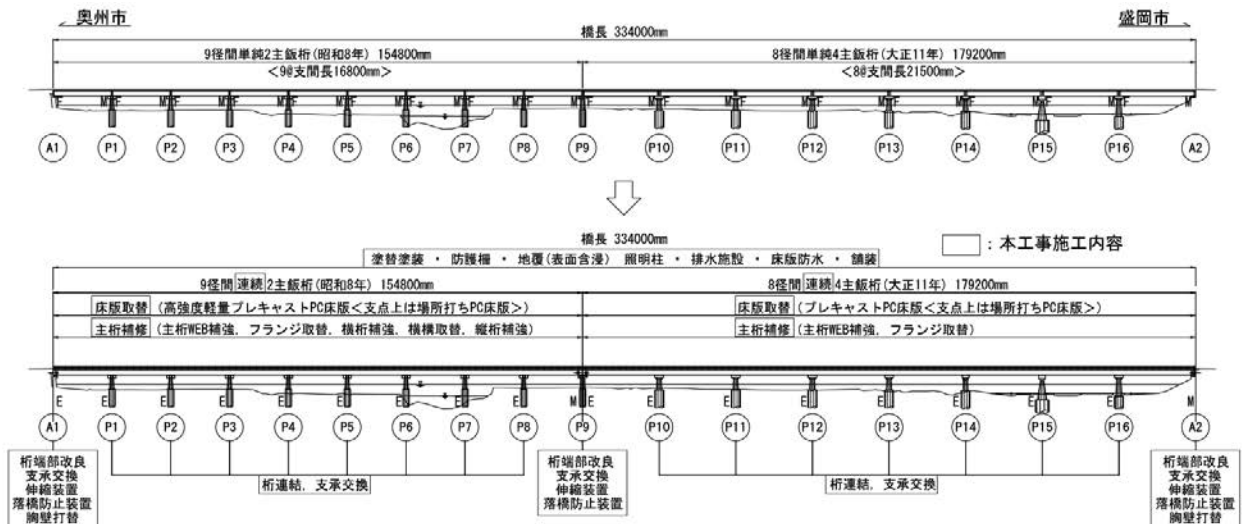 奥州市
盛岡市
橋長 334000mm
9径間単純2主鈑桁(昭和8年) 154800mm
8径間単純4主鈑桁(大正11年) 179200mm
<9@支間長16800mm>
<8@支間長21500mm>
F M F M F M F M F M F M F M F M F M F M F M F M F M F M F M F M F M
A1 P1 P2 P3 P4 P5 P6 P7 P8 P9 P10 P11 P12 P13 P14 P15 P16 A2
橋長 334000mm
:本工事施工内容
塗替塗装 ・ 防護柵 ・ 地覆(表面含浸) 照明柱 ・ 排水施設 ・ 床版防水 ・ 舗装
9径間 連続 2主鈑桁(昭和8年) 154800mm
8径間 連続 4主鈑桁(大正11年) 179200mm
床版取替 (高強度軽量プレキャストPC床版<支点上は場所打ちPC床版>)
床版取替 (プレキャストPC床版<支点上は場所打ちPC床版>)
主桁補修 (主桁WEB補強, フランジ取替, 横桁補強, 横構取替, 縦桁補強)
主桁補修 (主桁WEB補強, フランジ取替)
E E E E E E E E E M E E E E E E E E M
A1 P1 P2 P3 P4 P5 P6 P7 P8 P9 P10 P11 P12 P13 P14 P15 P16 A2
桁端部改良
支承交換
伸縮装置
落橋防止装置
胸壁打替
桁連結, 支承交換
桁端部改良
支承交換
伸縮装置
落橋防止装置
桁連結, 支承交換
桁端部改良
支承交換
伸縮装置
落橋防止装置
胸壁打替